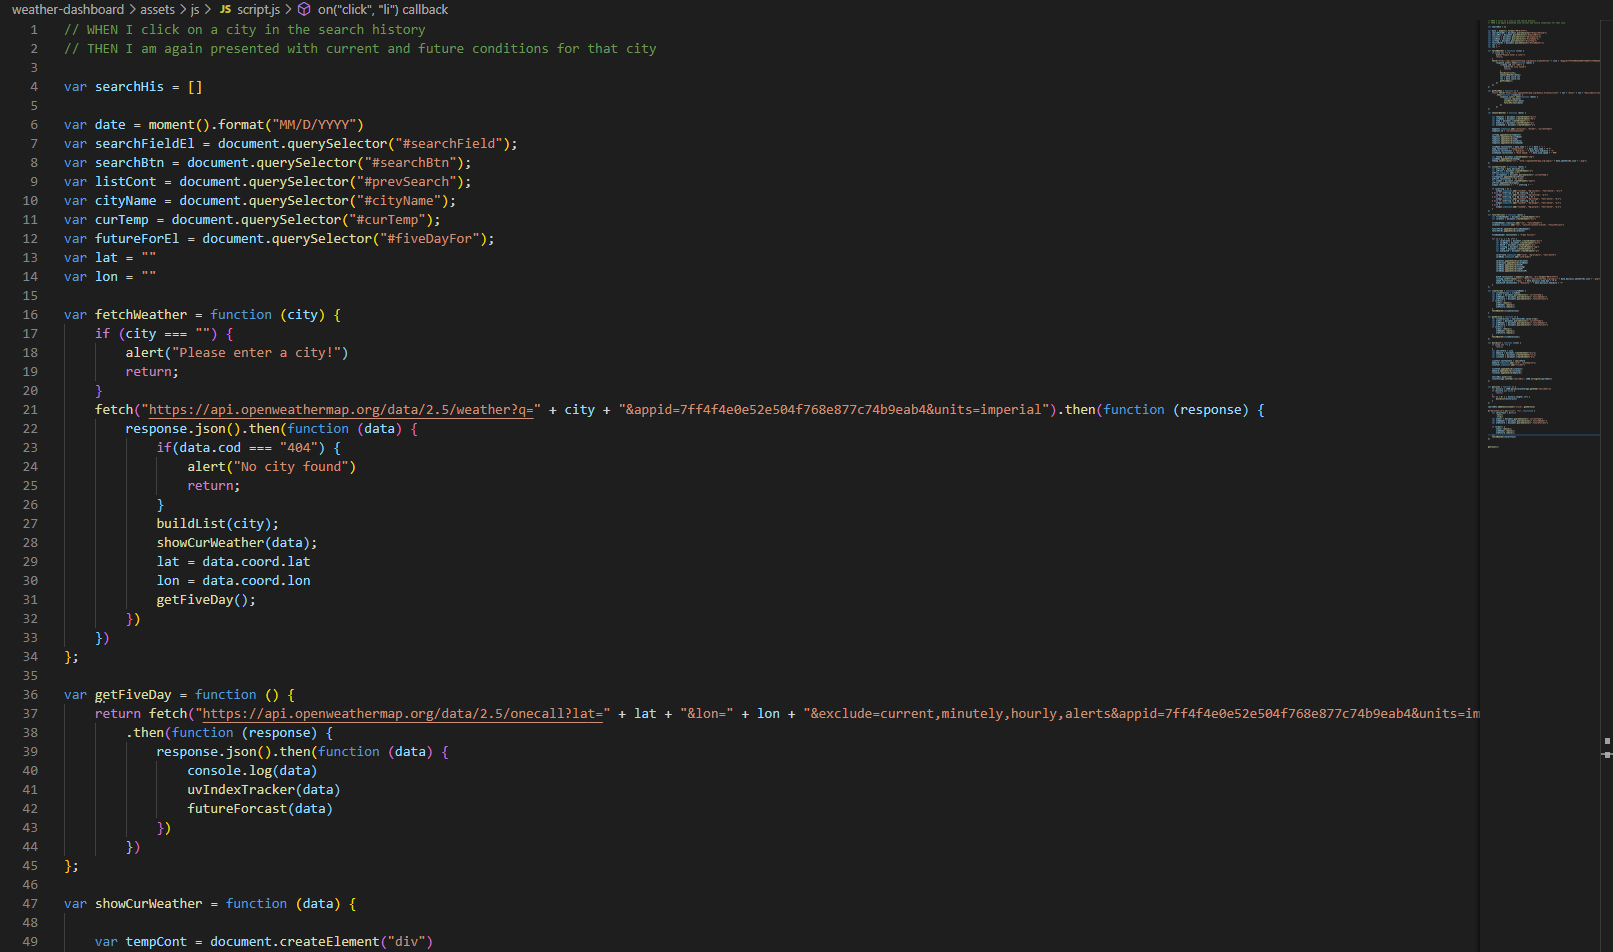 weather-dashboard > assets > js > JS script.js > on("click", "li") callback
1 // WHEN I click on a city in the search history
2 // THEN I am again presented with current and future conditions for that city
3
4 var searchHis = []
5
6 var date = moment().format("MM/D/YYYY")
7 var searchFieldEl = document.querySelector("#searchField");
8 var searchBtn = document.querySelector("#searchBtn");
9 var listCont = document.querySelector("#prevSearch");
10 var cityName = document.querySelector("#cityName");
11 var curTemp = document.querySelector("#curTemp");
12 var futureForEl = document.querySelector("#fiveDayFor");
13 var lat = ""
14 var lon = ""
15
16 var fetchWeather = function (city) {
17 if (city === "") {
18 alert("Please enter a city!")
19 return;
20 }
21 fetch("https://api.openweathermap.org/data/2.5/weather?q=" + city + "&appid=7ff4f4e0e52e504f768e877c74b9eab4&units=imperial").then(function (response) {
22 response.json().then(function (data) {
23 if(data.cod === "404") {
24 alert("No city found")
25 return;
26 }
27 buildList(city);
28 showCurWeather(data);
29 lat = data.coord.lat
30 lon = data.coord.lon
31 getFiveDay();
32 })
33 })
34 };
35
36 var getFiveDay = function () {
37 return fetch("https://api.openweathermap.org/data/2.5/onecall?lat=" + lat + "&lon=" + lon + "&exclude=current,minutely,hourly,alerts&appid=7ff4f4e0e52e504f768e877c74b9eab4&units=im
38 .then(function (response) {
39 response.json().then(function (data) {
40 console.log(data)
41 uvIndexTracker(data)
42 futureForcast(data)
43 })
44 })
45 };
46
47 var showCurWeather = function (data) {
48
49 var tempCont = document.createElement("div")